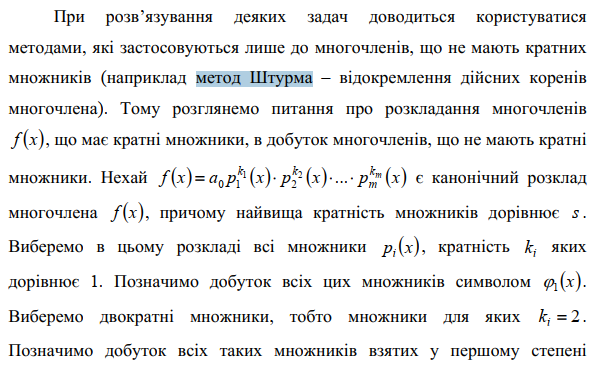 При розв’язування деяких задач доводиться користуватися
методами, які застосовуються лише до многочленів, що не мають кратних
множників (наприклад метод Штурма – відокремлення дійсних коренів
многочлена). Тому розглянемо питання про розкладання многочленів
f(x), що має кратні множники, в добуток многочленів, що не мають кратні
множники. Нехай f(x) = a₀p₁^{k₁}(x)· p₂^{k₂}(x)·...· pₘ^{kₘ}(x) є канонічний розклад
многочлена f(x), причому найвища кратність множників дорівнює s.
Виберемо в цьому розкладі всі множники pᵢ(x), кратність kᵢ яких
дорівнює 1. Позначимо добуток всіх цих множників символом φ₁(x).
Виберемо двократні множники, тобто множники для яких kᵢ = 2.
Позначимо добуток всіх таких множників взятих у першому степені